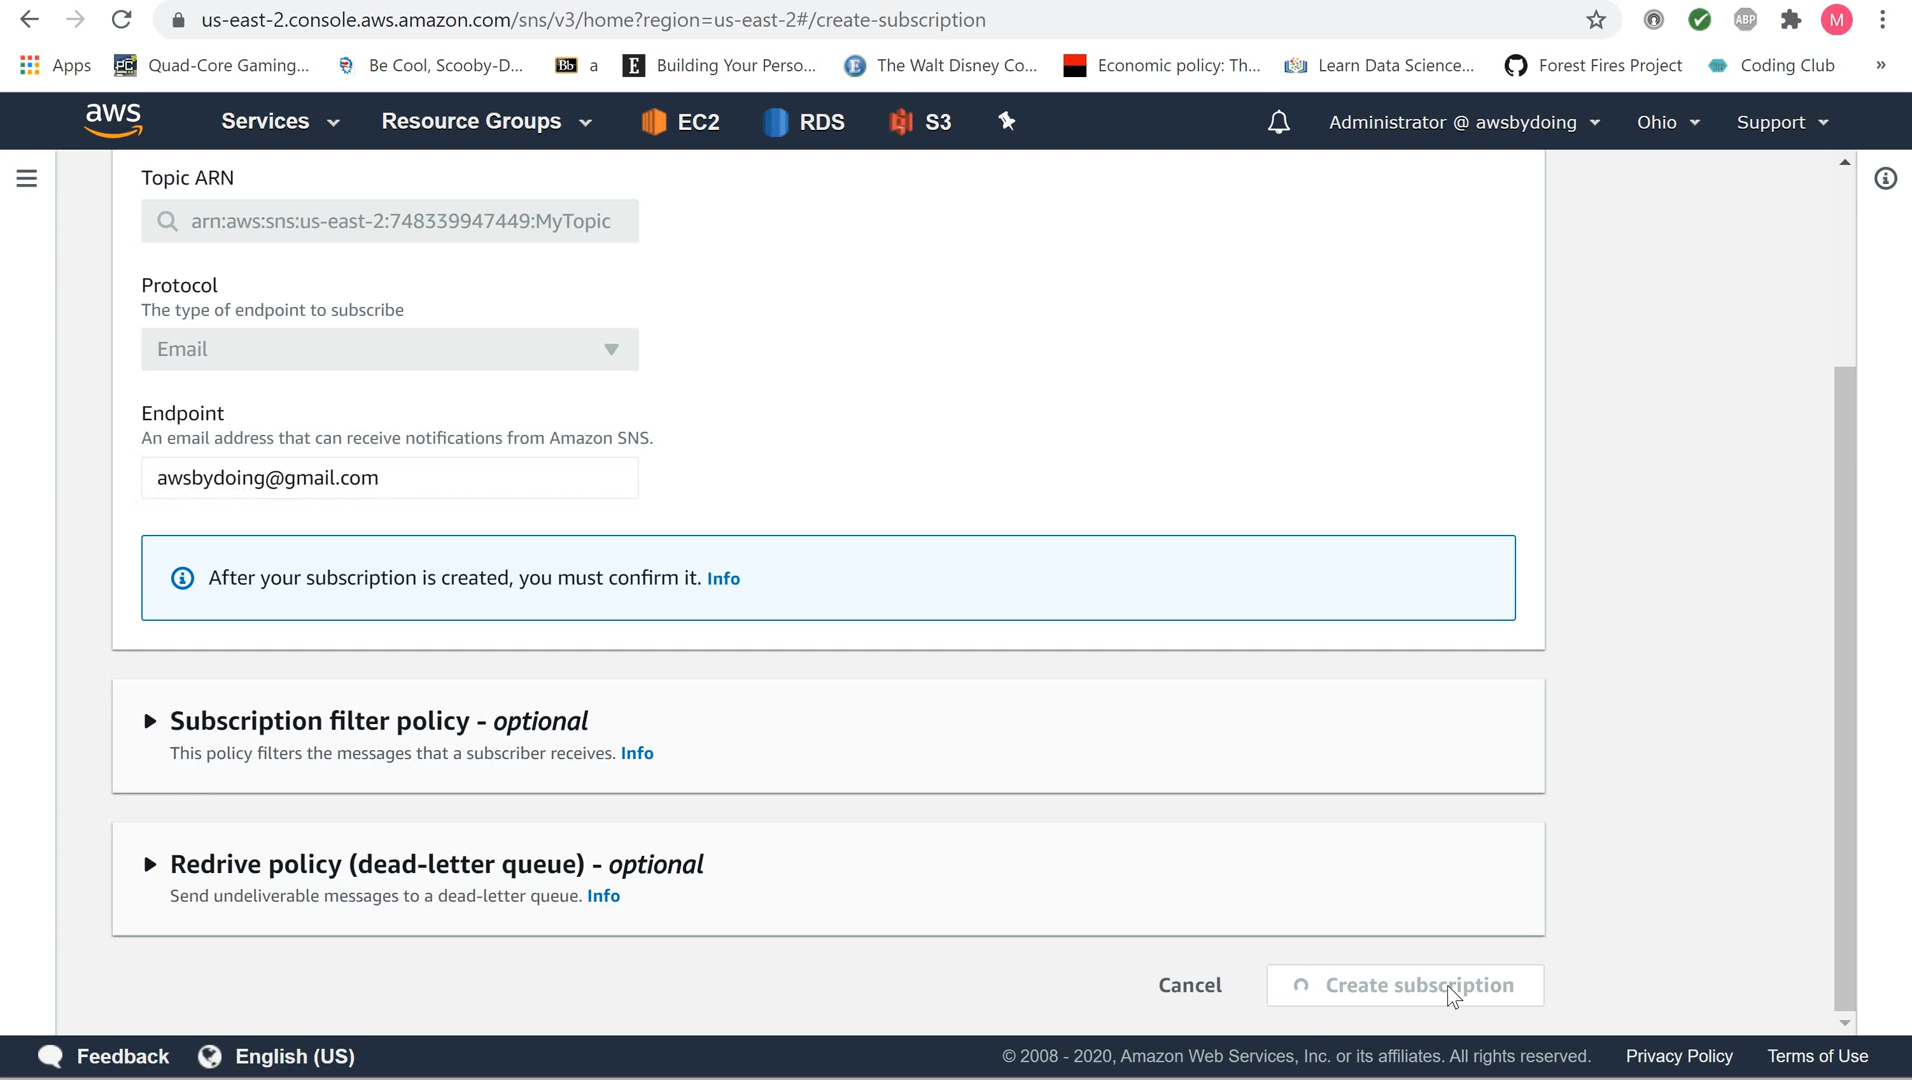 us-east-2.console.aws.amazon.com/sns/v3/home?region=us-east-2#/create-subscription
ABP
M
Apps
PC
Quad-Core Gaming...
Be Cool, Scooby-D...
Bb
a
E
Building Your Perso...
E
The Walt Disney Co...
Economic policy: Th...
Learn Data Science...
Forest Fires Project
Coding Club
»
aws
Services
Resource Groups
EC2
RDS
S3
Administrator @ awsbydoing
Ohio
Support
Topic ARN
arn:aws:sns:us-east-2:748339947449:MyTopic
Protocol
The type of endpoint to subscribe
Email
Endpoint
An email address that can receive notifications from Amazon SNS.
awsbydoing@gmail.com
After your subscription is created, you must confirm it. Info
Subscription filter policy - optional
This policy filters the messages that a subscriber receives. Info
Redrive policy (dead-letter queue) - optional
Send undeliverable messages to a dead-letter queue. Info
Cancel
Create subscription
Feedback
English (US)
© 2008 - 2020, Amazon Web Services, Inc. or its affiliates. All rights reserved.
Privacy Policy
Terms of Use